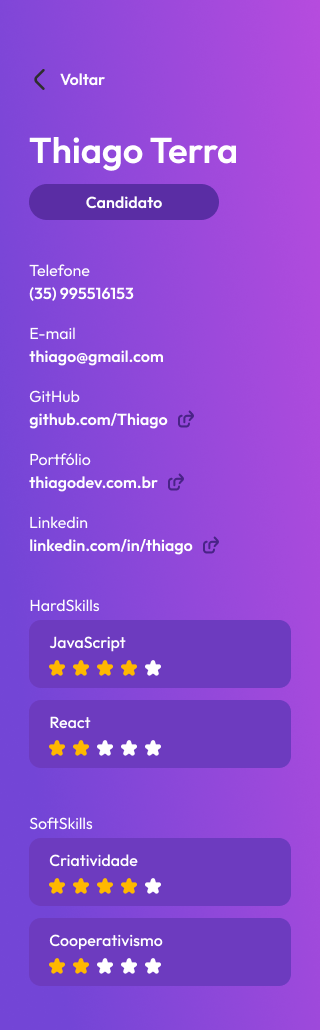 Voltar
Thiago Terra
Candidato
Telefone
(35) 995516153
E-mail
thiago@gmail.com
GitHub
github.com/Thiago
Portfólio
thiagodev.com.br
Linkedin
linkedin.com/in/thiago
HardSkills
JavaScript
React
SoftSkills
Criatividade
Cooperativismo